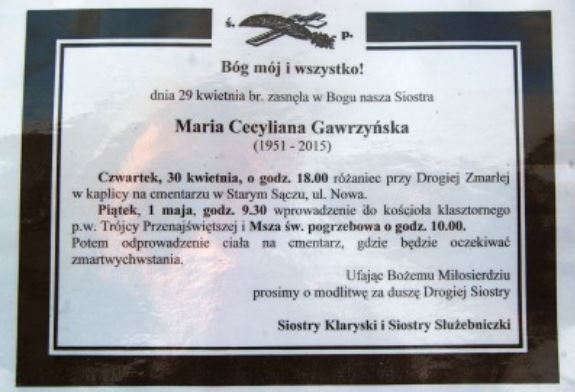 ś. p.
Bóg mój i wszystko!
dnia 29 kwietnia br. zasnęła w Bogu nasza Siostra
Maria Cecyliana Gawrzyńska
(1951 - 2015)
Czwartek, 30 kwietnia, o godz. 18.00 różaniec przy Drogiej Zmarłej
w kaplicy na cmentarzu w Starym Sączu, ul. Nowa.
Piątek, 1 maja, godz. 9.30 wprowadzenie do kościoła klasztornego
p.w. Trójcy Przenajświętszej i Msza św. pogrzebowa o godz. 10.00.
Potem odprowadzenie ciała na cmentarz, gdzie będzie oczekiwać
zmartwychwstania.
Ufając Bożemu Miłosierdziu
prosimy o modlitwę za duszę Drogiej Siostry
Siostry Klaryski i Siostry Służebniczki